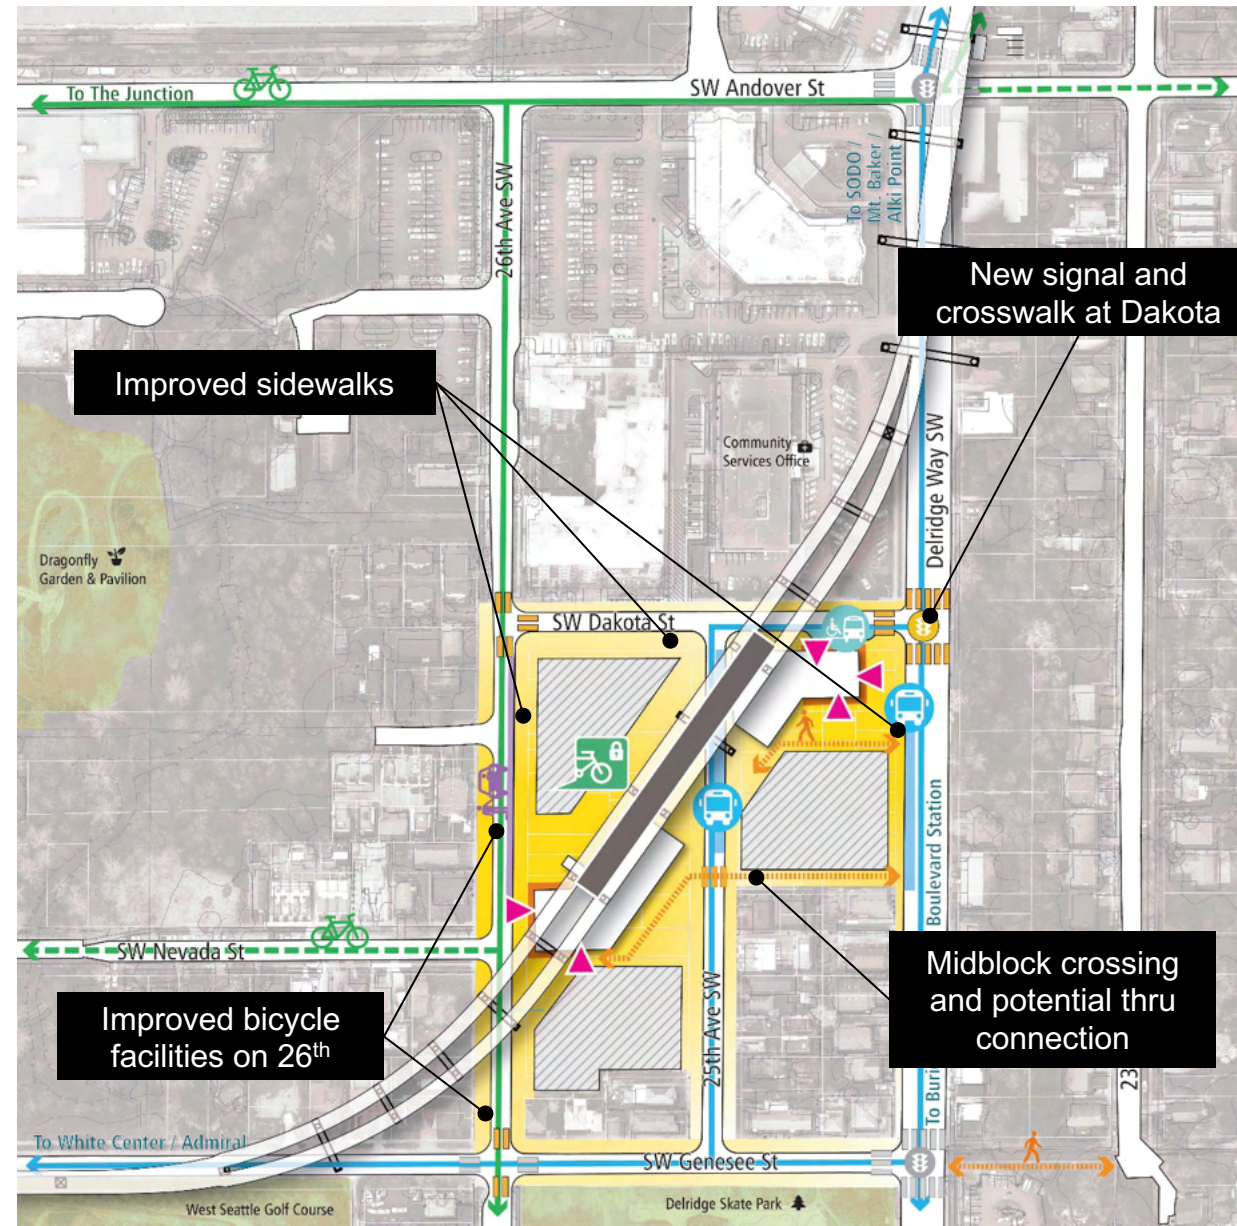 To The Junction
SW Andover St
26th Ave SW
To SODO /
Mt. Baker /
Alki Point
New signal and
crosswalk at Dakota
Improved sidewalks
Community
Services Office
Delridge Way SW
Dragonfly
Garden & Pavilion
SW Dakota St
Boulevard Station
SW Nevada St
Midblock crossing
and potential thru
connection
Improved bicycle
facilities on 26th
25th Ave SW
To Buri
23
To White Center / Admiral
SW Genesee St
West Seattle Golf Course
Delridge Skate Park